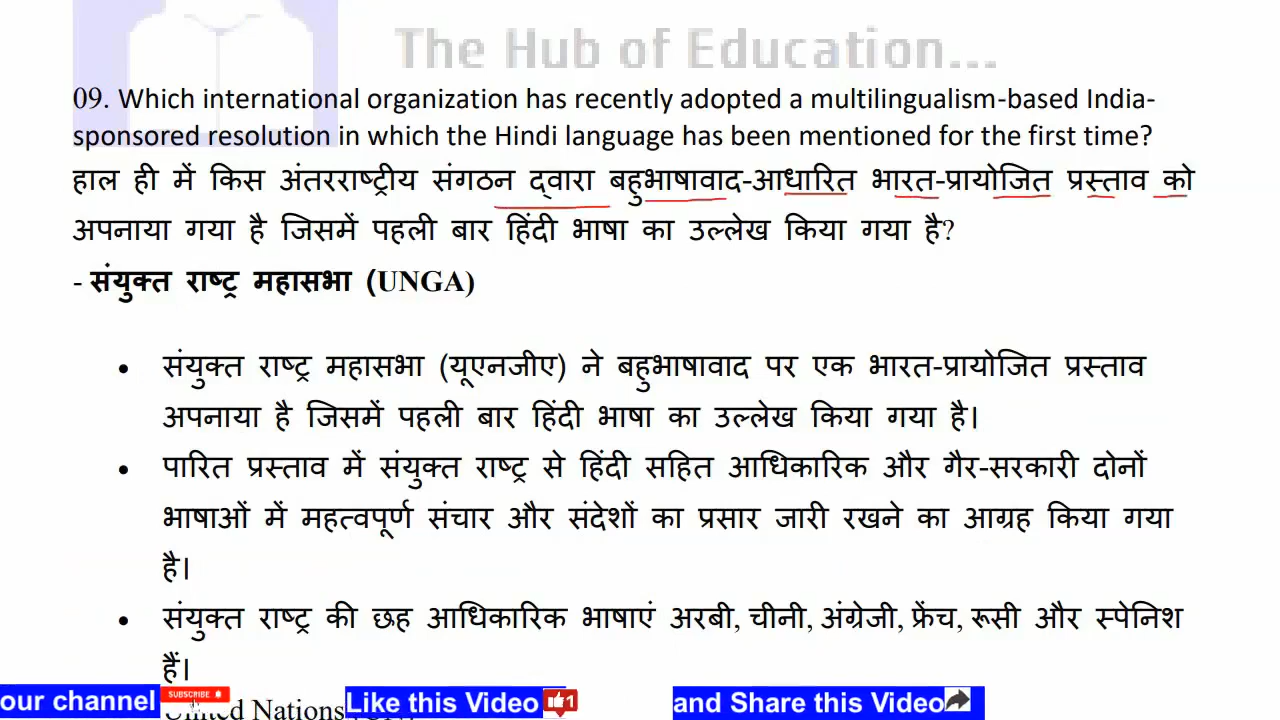 The Hub of Education...
09. Which international organization has recently adopted a multilingualism-based India-
sponsored resolution in which the Hindi language has been mentioned for the first time?
हाल ही में किस अंतरराष्ट्रीय संगठन द्वारा बहुभाषावाद-आधारित भारत-प्रायोजित प्रस्ताव को
अपनाया गया है जिसमें पहली बार हिंदी भाषा का उल्लेख किया गया है?
- संयुक्त राष्ट्र महासभा (UNGA)
• संयुक्त राष्ट्र महासभा (यूएनजीए) ने बहुभाषावाद पर एक भारत-प्रायोजित प्रस्ताव
अपनाया है जिसमें पहली बार हिंदी भाषा का उल्लेख किया गया है।
• पारित प्रस्ताव में संयुक्त राष्ट्र से हिंदी सहित आधिकारिक और गैर-सरकारी दोनों
भाषाओं में महत्वपूर्ण संचार और संदेशों का प्रसार जारी रखने का आग्रह किया गया
है।
• संयुक्त राष्ट्र की छह आधिकारिक भाषाएं अरबी, चीनी, अंग्रेजी, फ्रेंच, रूसी और स्पेनिश
हैं।
United Nations
our channel SUBSCRIBE Like this Video 1 and Share this Video